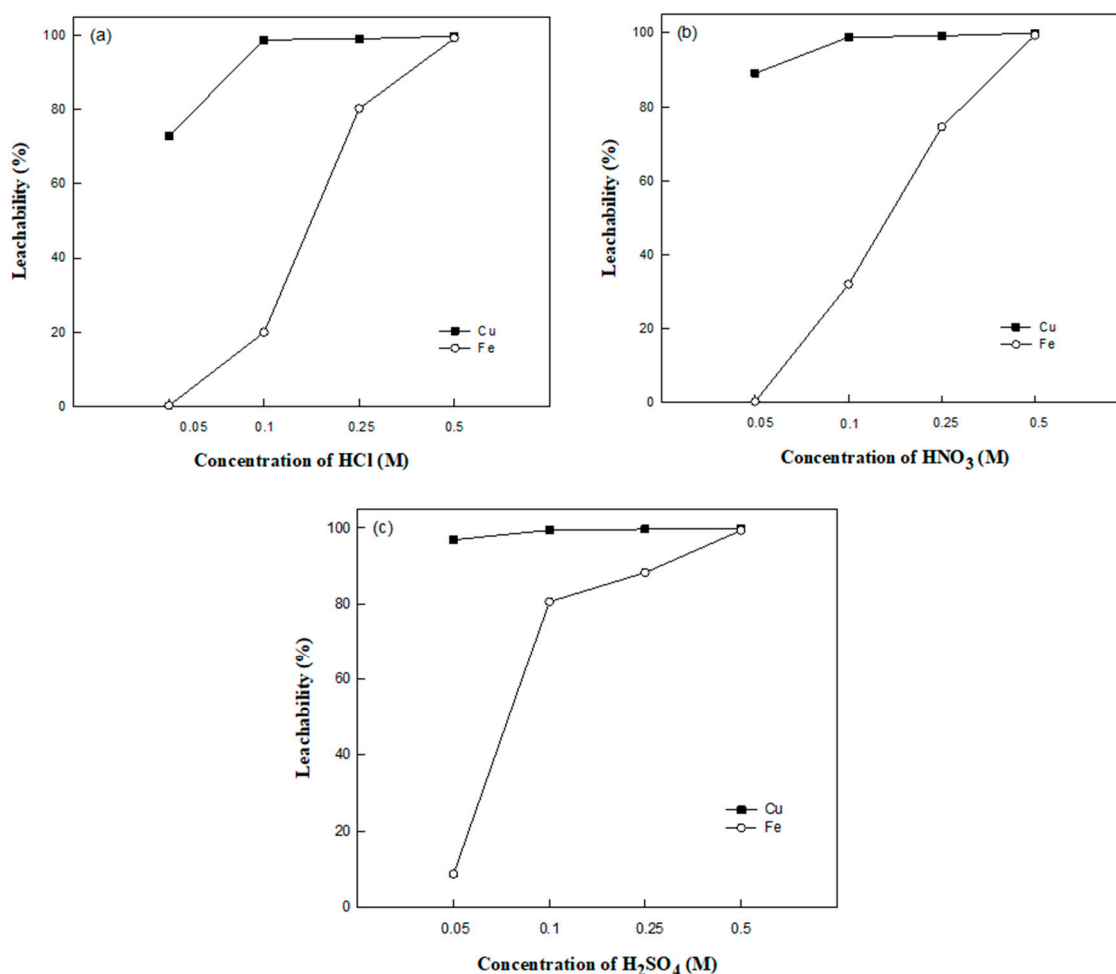 (a)
100
80
60
40
20
0
Leachability (%)
Cu
Fe
0.05 0.1 0.25 0.5
Concentration of HCl (M)
(b)
100
80
60
40
20
0
Leachability (%)
Cu
Fe
0.05 0.1 0.25 0.5
Concentration of HNO3 (M)
(c)
100
80
60
40
20
0
Leachability (%)
Cu
Fe
0.05 0.1 0.25 0.5
Concentration of H2SO4 (M)